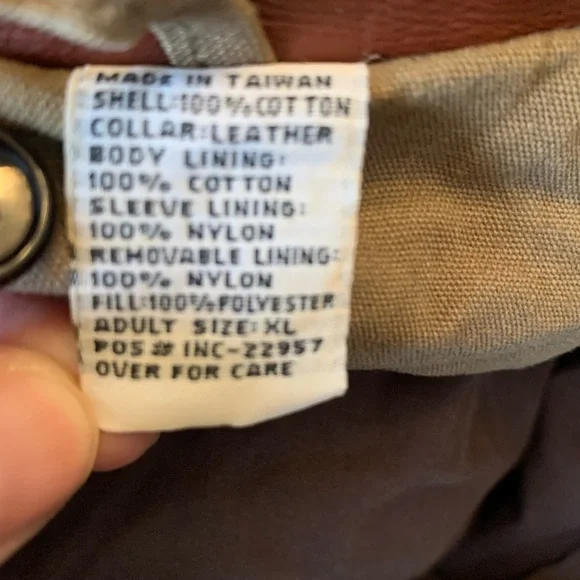 MADE IN TAIWAN
SHELL:100%COTTON
COLLAR:LEATHER
BODY LINING:
100% COTTON
SLEEVE LINING:
100% NYLON
REMOVABLE LINING:
100% NYLON
FILL:100%POLYESTER
ADULT SIZE:XL
POS# INC-22957
OVER FOR CARE